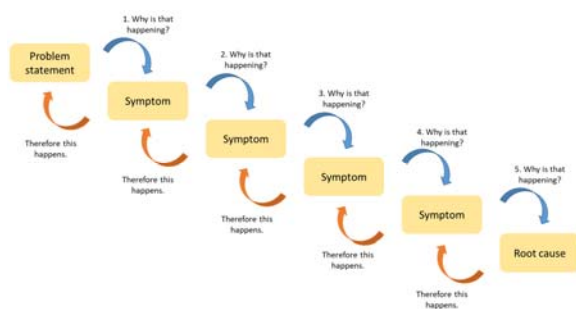 1. Why is that
happening?
Problem
statement
2. Why is that
happening?
Symptom
3. Why is that
happening?
Therefore this
happens.
Symptom
4. Why is that
happening?
Therefore this
happens.
Symptom
5. Why is that
happening?
Therefore this
happens.
Symptom
Therefore this
happens.
Root cause
Therefore this
happens.